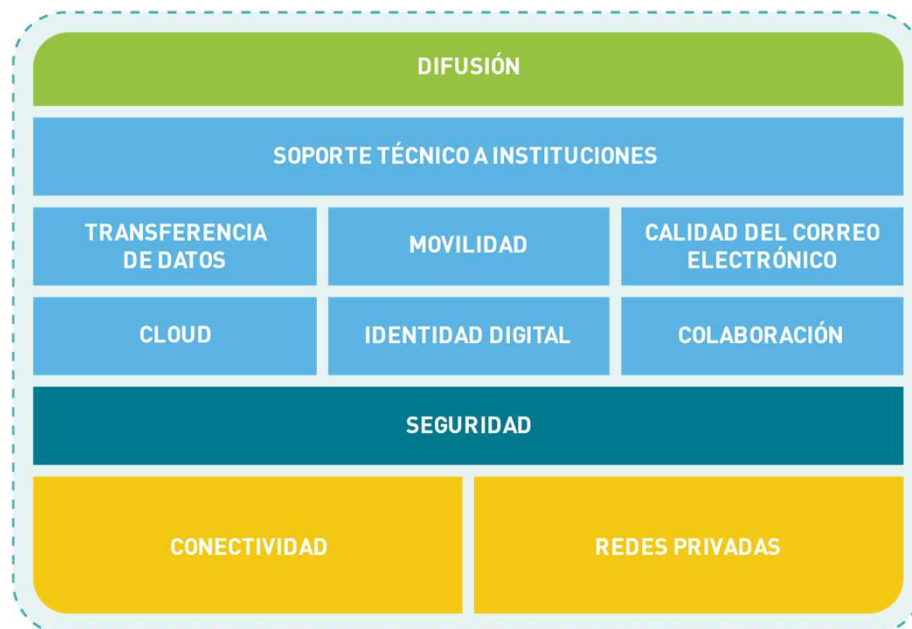 DIFUSIÓN
SOPORTE TÉCNICO A INSTITUCIONES
TRANSFERENCIA
DE DATOS
MOVILIDAD
CALIDAD DEL CORREO
ELECTRÓNICO
CLOUD
IDENTIDAD DIGITAL
COLABORACIÓN
SEGURIDAD
CONECTIVIDAD
REDES PRIVADAS